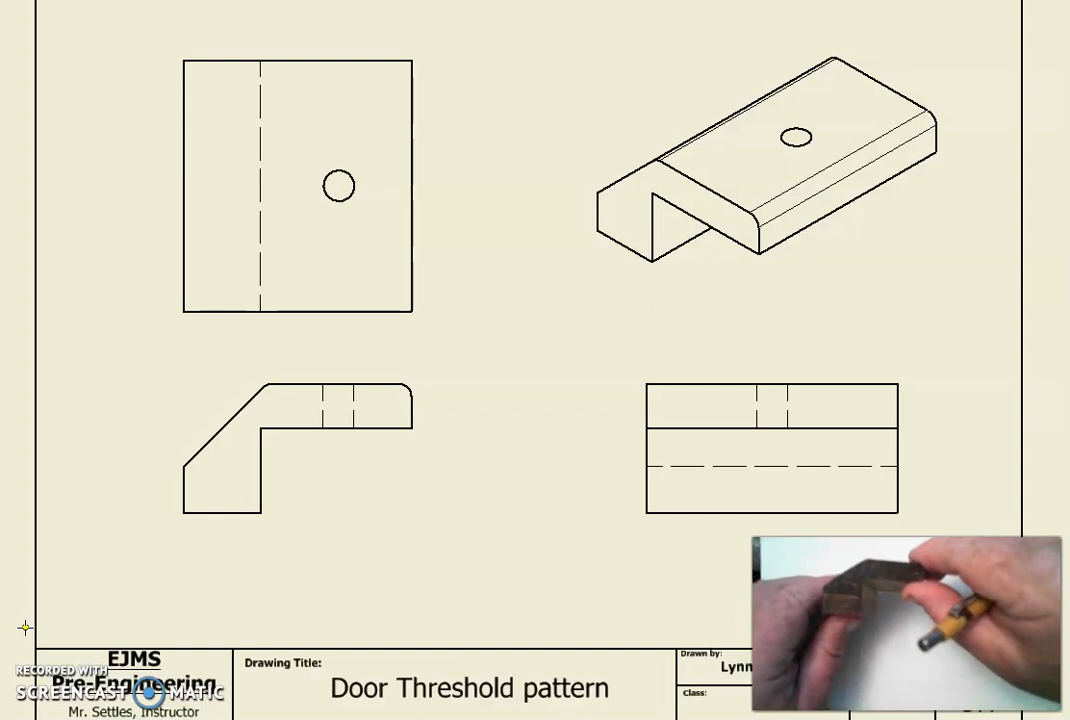 EJMS
Pre-Engineering
Mr. Settles, Instructor
RECORDED WITH
SCREENCAST MATIC
Drawing Title:
Door Threshold pattern
Drawn by:
Lynn
Class: